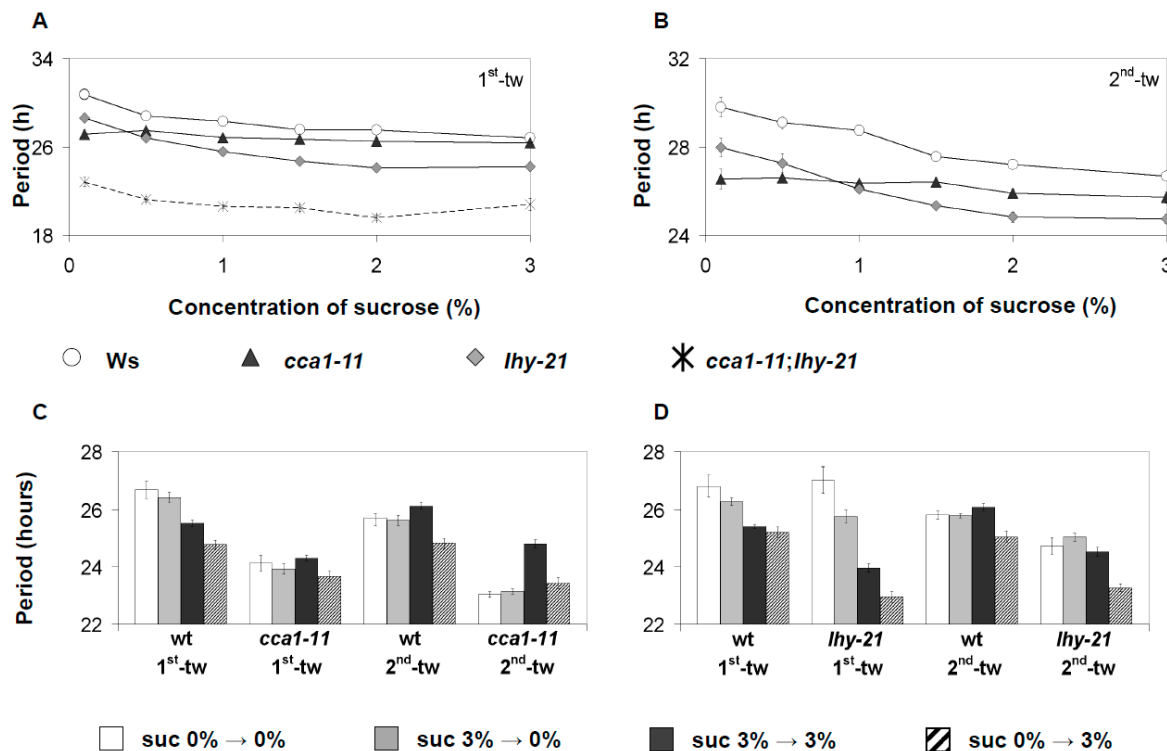 A
34
26
18
Period (h)
1st-tw
0 1 2 3
Concentration of sucrose (%)
B
32
28
24
Period (h)
2nd-tw
0 1 2 3
Concentration of sucrose (%)
Ws cca1-11 lhy-21 cca1-11;lhy-21
C
28
26
24
22
Period (hours)
wt cca1-11 wt cca1-11
1st-tw 1st-tw 2nd-tw 2nd-tw
D
28
26
24
22
Period (hours)
wt lhy-21 wt lhy-21
1st-tw 1st-tw 2nd-tw 2nd-tw
suc 0% → 0% suc 3% → 0% suc 3% → 3% suc 0% → 3%